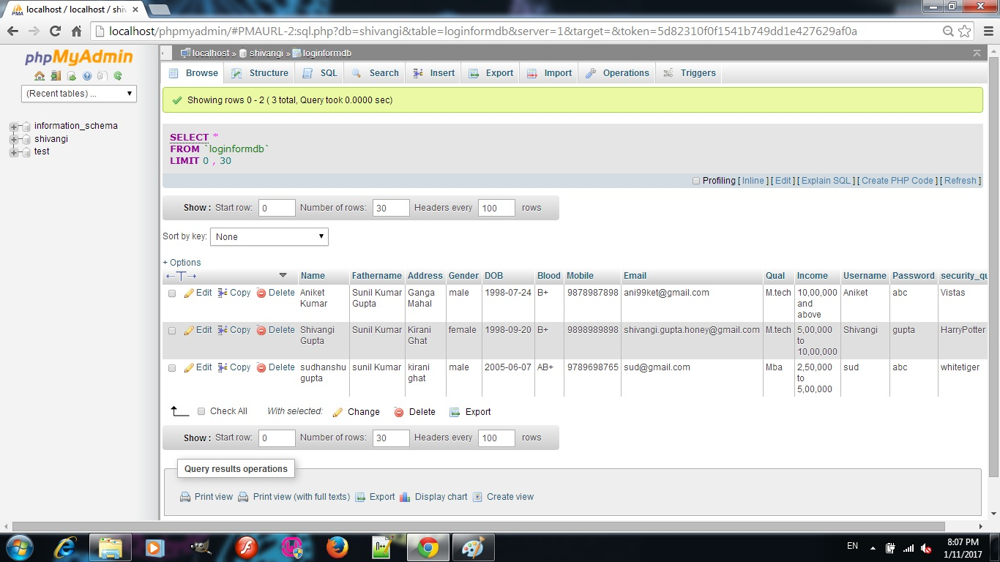 localhost / localhost / shiv
localhost/phpmyadmin/#PMAURL-2:sql.php?db=shivangi&table=loginformdb&server=1&target=&token=5d82310f0f1541b749dd1e427629af0a
phpMyAdmin
(Recent tables) ...
information_schema
shivangi
test
localhost » shivangi » loginformdb
Browse Structure SQL Search Insert Export Import Operations Triggers
Showing rows 0 - 2 ( 3 total, Query took 0.0000 sec)
SELECT *
FROM `loginformdb`
LIMIT 0 , 30
Profiling [ Inline ] [ Edit ] [ Explain SQL ] [ Create PHP Code ] [ Refresh ]
Show : Start row: 0 Number of rows: 30 Headers every 100 rows
Sort by key: None
+ Options
←T→ Name Fathername Address Gender DOB Blood Mobile Email Qual Income Username Password security_qu
Edit Copy Delete Aniket Kumar Sunil Kumar Gupta Ganga Mahal male 1998-07-24 B+ 9878987898 ani99ket@gmail.com M.tech 10,00,000 and above Aniket abc Vistas
Edit Copy Delete Shivangi Gupta Sunil Kumar Kirani Ghat female 1998-09-20 B+ 9898989898 shivangi.gupta.honey@gmail.com M.tech 5,00,000 to 10,00,000 Shivangi gupta HarryPotter
Edit Copy Delete sudhanshu gupta sunil Kumar kirani ghat male 2005-06-07 AB+ 9789698765 sud@gmail.com Mba 2,50,000 to 5,00,000 sud abc whitetiger
Check All With selected: Change Delete Export
Show : Start row: 0 Number of rows: 30 Headers every 100 rows
Query results operations
Print view Print view (with full texts) Export Display chart Create view
EN 8:07 PM
1/11/2017